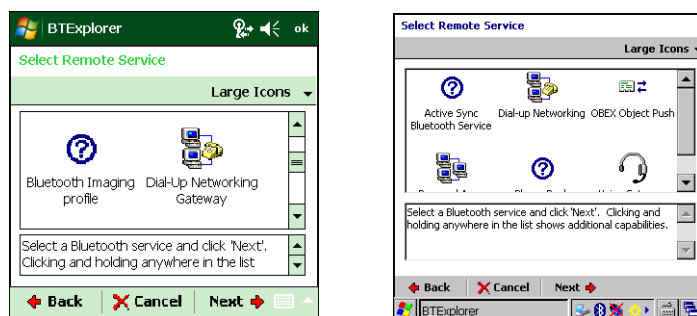 BTExplorer
ok
Select Remote Service
Large Icons
Bluetooth Imaging
profile
Dial-Up Networking
Gateway
Select a Bluetooth service and click 'Next'.
Clicking and holding anywhere in the list
Back
Cancel
Next
Select Remote Service
Large Icons
Active Sync
Bluetooth Service
Dial-up Networking
OBEX Object Push
Select a Bluetooth service and click 'Next'. Clicking and
holding anywhere in the list shows additional capabilities.
Back
Cancel
Next
BTExplorer